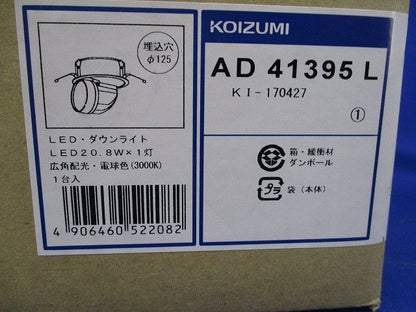 埋込穴
φ125
LED・ダウンライト
LED20.8W×1灯
広角配光・電球色(3000K)
1台入
4 906460 522082
KOIZUMI
AD 41395 L
KI-170427
①
箱・緩衝材
ダンボール
プラ
袋(本体)